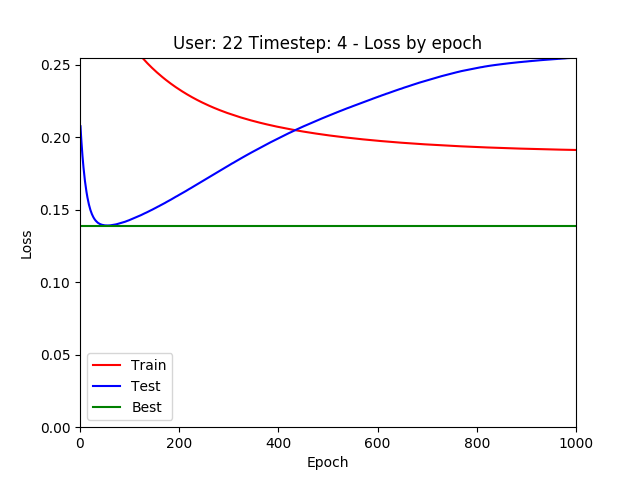 User: 22 Timestep: 4 - Loss by epoch
Loss
0.25
0.20
0.15
0.10
0.05
0.00
Train
Test
Best
0 200 400 600 800 1000
Epoch